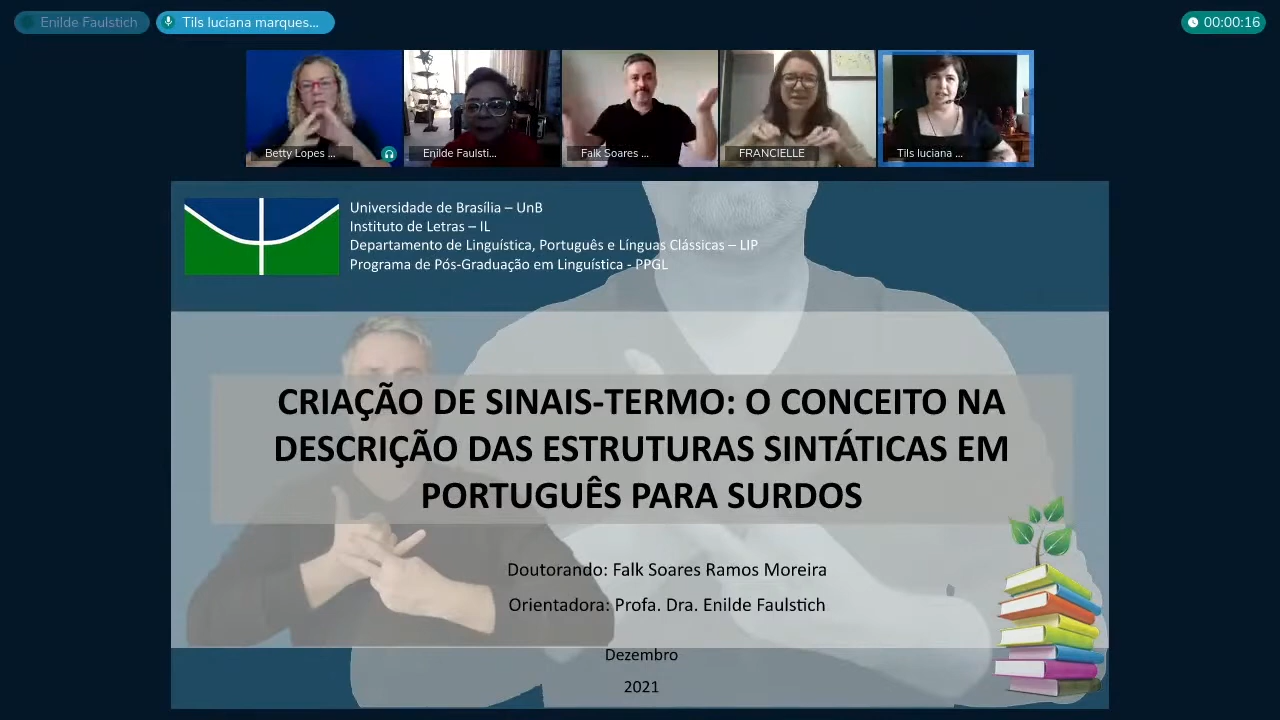 Enilde Faulstich
Tils luciana marques...
00:00:16
Betty Lopes ...
Enilde Faulsti...
Falk Soares ...
FRANCIELLE
Tils luciana ...
Universidade de Brasília – UnB
Instituto de Letras – IL
Departamento de Linguística, Português e Línguas Clássicas – LIP
Programa de Pós-Graduação em Linguística - PPGL
CRIAÇÃO DE SINAIS-TERMO: O CONCEITO NA
DESCRIÇÃO DAS ESTRUTURAS SINTÁTICAS EM
PORTUGUÊS PARA SURDOS
Doutorando: Falk Soares Ramos Moreira
Orientadora: Profa. Dra. Enilde Faulstich
Dezembro
2021